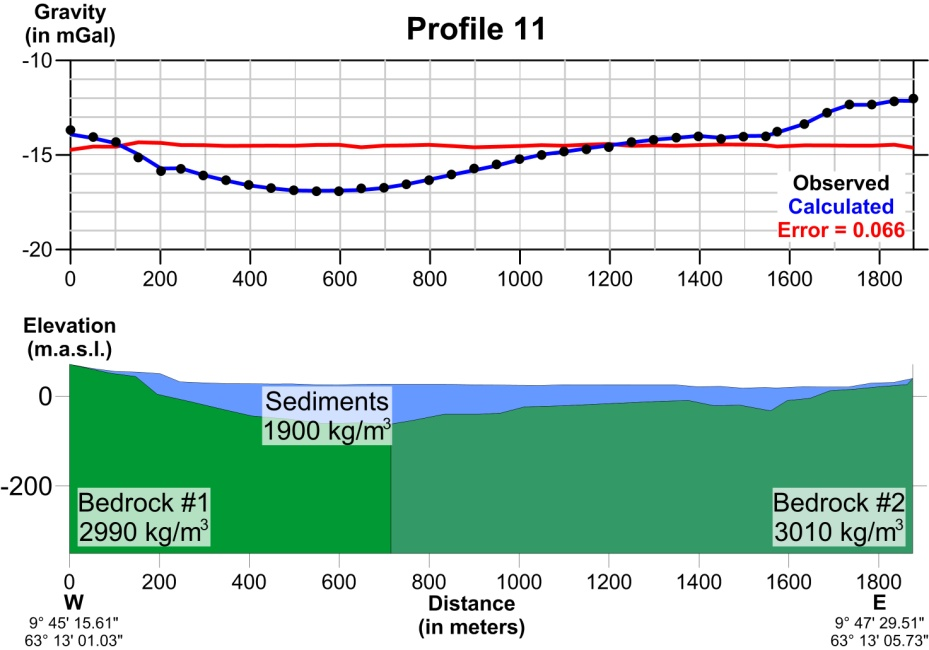 Gravity
(in mGal)
Profile 11
-10
-15
-20
Observed
Calculated
Error = 0.066
0 200 400 600 800 1000 1200 1400 1600 1800
Elevation
(m.a.s.l.)
0
-200
Sediments
1900 kg/m³
Bedrock #1
2990 kg/m³
Bedrock #2
3010 kg/m³
0 200 400 600 800 1000 1200 1400 1600 1800
W
Distance
E
(in meters)
9° 45' 15.61"
63° 13' 01.03"
9° 47' 29.51"
63° 13' 05.73"